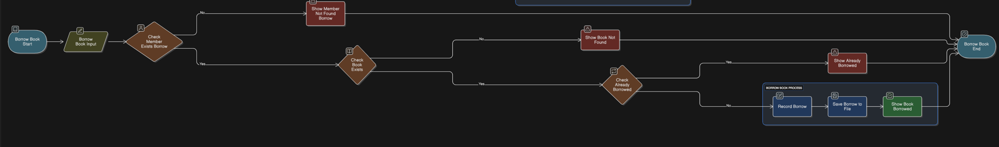 Borrow Book
Start
Borrow
Book Input
Check
Member
Exists Borrow
No
Yes
Show Member
Not Found
Borrow
Check
Book
Exists
No
Yes
Show Book Not
Found
Check
Already
Borrowed
Yes
No
Show Already
Borrowed
BORROW BOOK PROCESS
Record Borrow
Save Borrow to
File
Show Book
Borrowed
Borrow Book
End